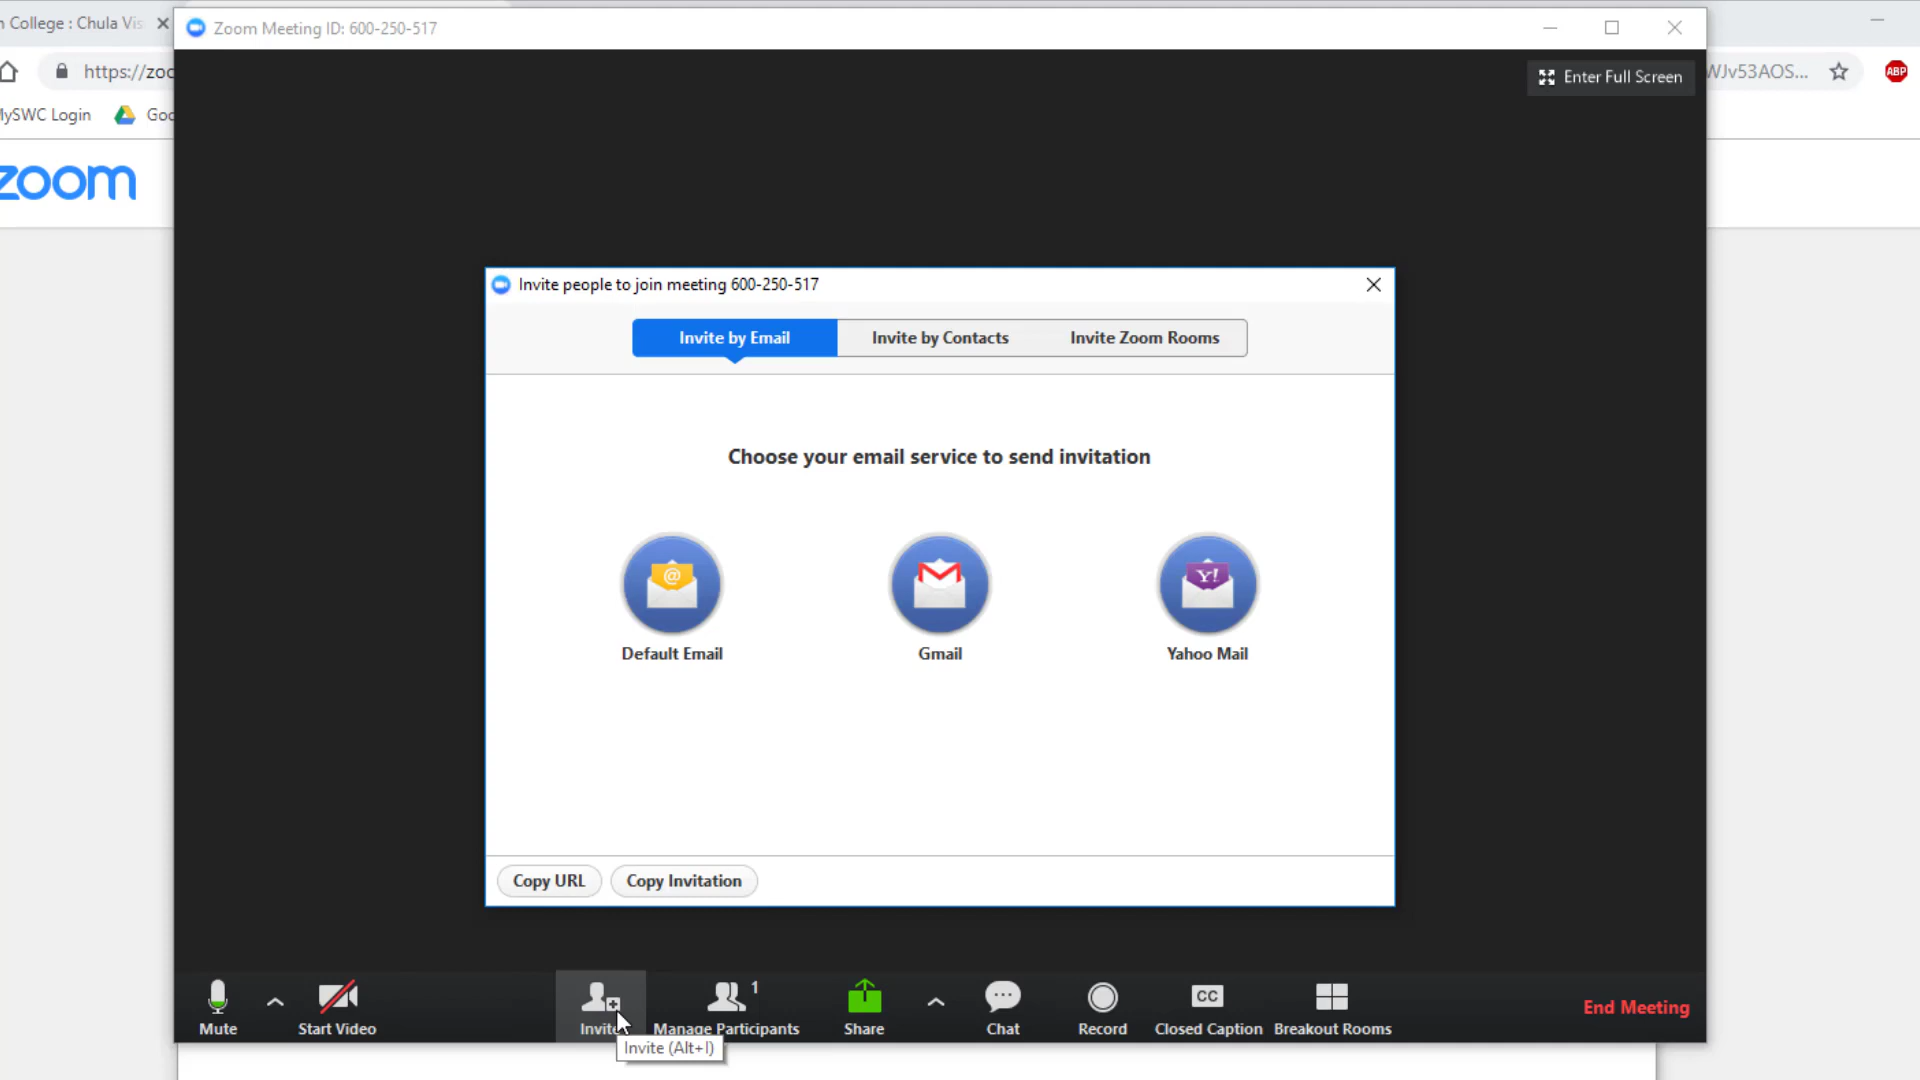 n College : Chula Vis
Zoom Meeting ID: 600-250-517
https://zoo
WJv53AOS...
ABP
Enter Full Screen
MySWC Login
Goo
zoom
Invite people to join meeting 600-250-517
Invite by Email
Invite by Contacts
Invite Zoom Rooms
Choose your email service to send invitation
@
Y!
Default Email
Gmail
Yahoo Mail
Copy URL
Copy Invitation
1
CC
Mute
Start Video
Invite
Manage Participants
Share
Chat
Record
Closed Caption
Breakout Rooms
End Meeting
Invite (Alt+I)